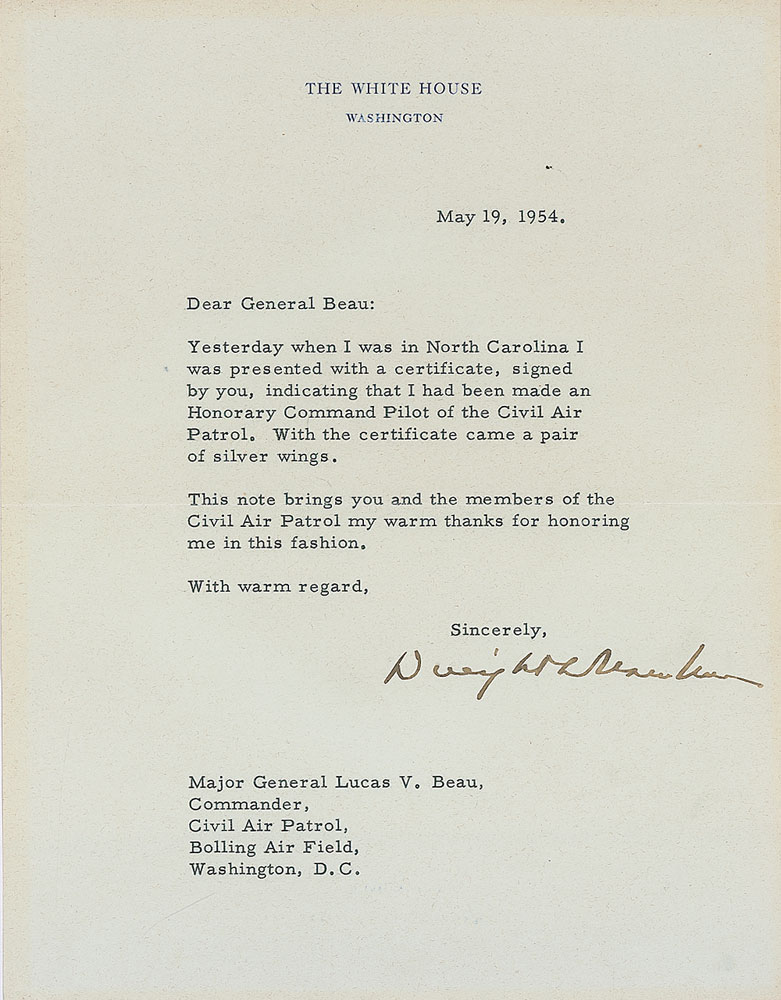 THE WHITE HOUSE
WASHINGTON
May 19, 1954.
Dear General Beau:
Yesterday when I was in North Carolina I
was presented with a certificate, signed
by you, indicating that I had been made an
Honorary Command Pilot of the Civil Air
Patrol. With the certificate came a pair
of silver wings.
This note brings you and the members of the
Civil Air Patrol my warm thanks for honoring
me in this fashion.
With warm regard,
Sincerely,
Dwight D Eisenhower
Major General Lucas V. Beau,
Commander,
Civil Air Patrol,
Bolling Air Field,
Washington, D. C.